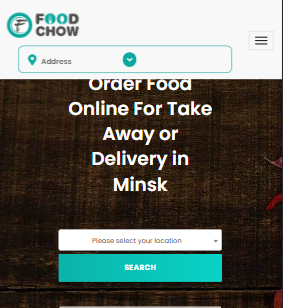 FOOD
CHOW
Address
Order Food
Online For Take
Away or
Delivery in
Minsk
Please select your location
SEARCH